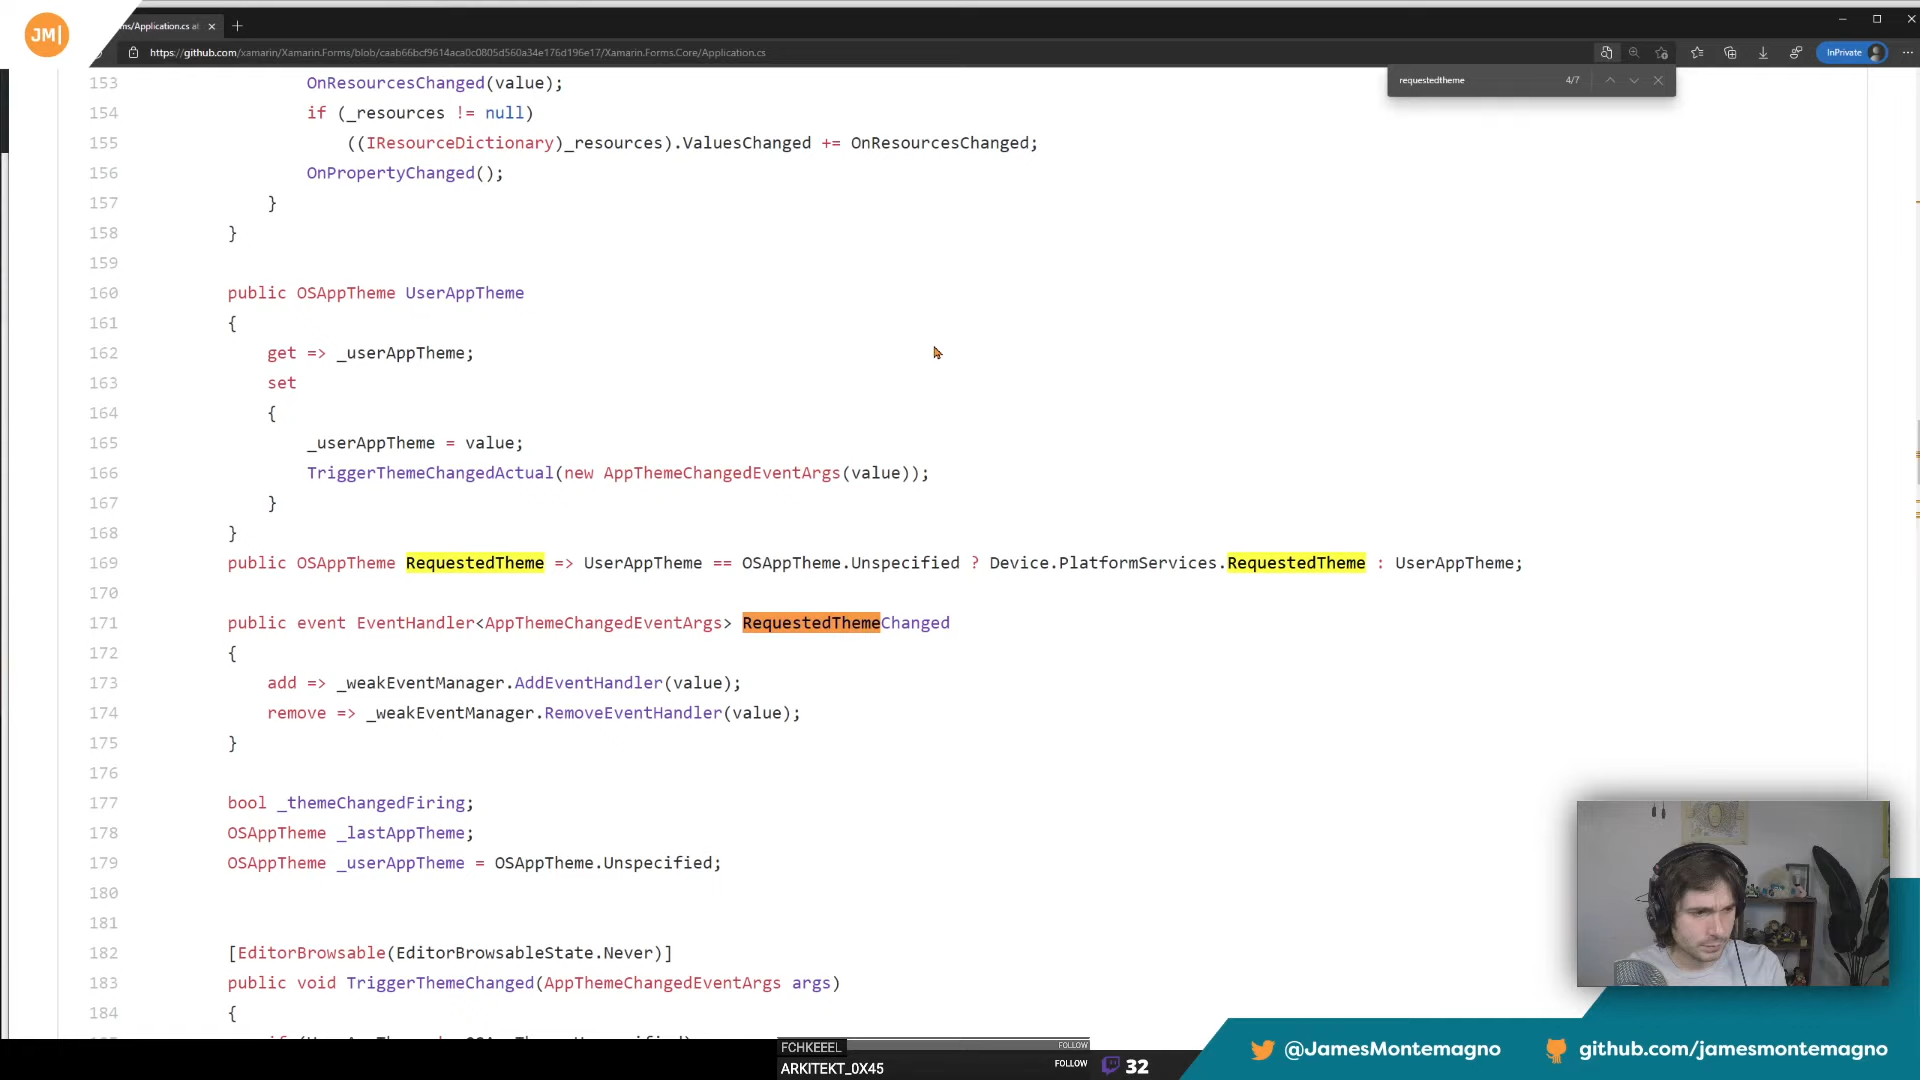 JM|
ms/Application.cs at
https://github.com/xamarin/Xamarin.Forms/blob/caab66bcf9614aca0c0805d560a34e176d196e17/Xamarin.Forms.Core/Application.cs
InPrivate
requestedtheme 4/7
153 OnResourcesChanged(value);
154 if (_resources != null)
155 ((IResourceDictionary)_resources).ValuesChanged += OnResourcesChanged;
156 OnPropertyChanged();
157 }
158 }
159
160 public OSAppTheme UserAppTheme
161 {
162 get => _userAppTheme;
163 set
164 {
165 _userAppTheme = value;
166 TriggerThemeChangedActual(new AppThemeChangedEventArgs(value));
167 }
168 }
169 public OSAppTheme RequestedTheme => UserAppTheme == OSAppTheme.Unspecified ? Device.PlatformServices.RequestedTheme : UserAppTheme;
170
171 public event EventHandler<AppThemeChangedEventArgs> RequestedThemeChanged
172 {
173 add => _weakEventManager.AddEventHandler(value);
174 remove => _weakEventManager.RemoveEventHandler(value);
175 }
176
177 bool _themeChangedFiring;
178 OSAppTheme _lastAppTheme;
179 OSAppTheme _userAppTheme = OSAppTheme.Unspecified;
180
181
182 [EditorBrowsable(EditorBrowsableState.Never)]
183 public void TriggerThemeChanged(AppThemeChangedEventArgs args)
184 {
FCHKEEEL FOLLOW
ARKITEKT_0X45 FOLLOW
32
@JamesMontemagno
github.com/jamesmontemagno